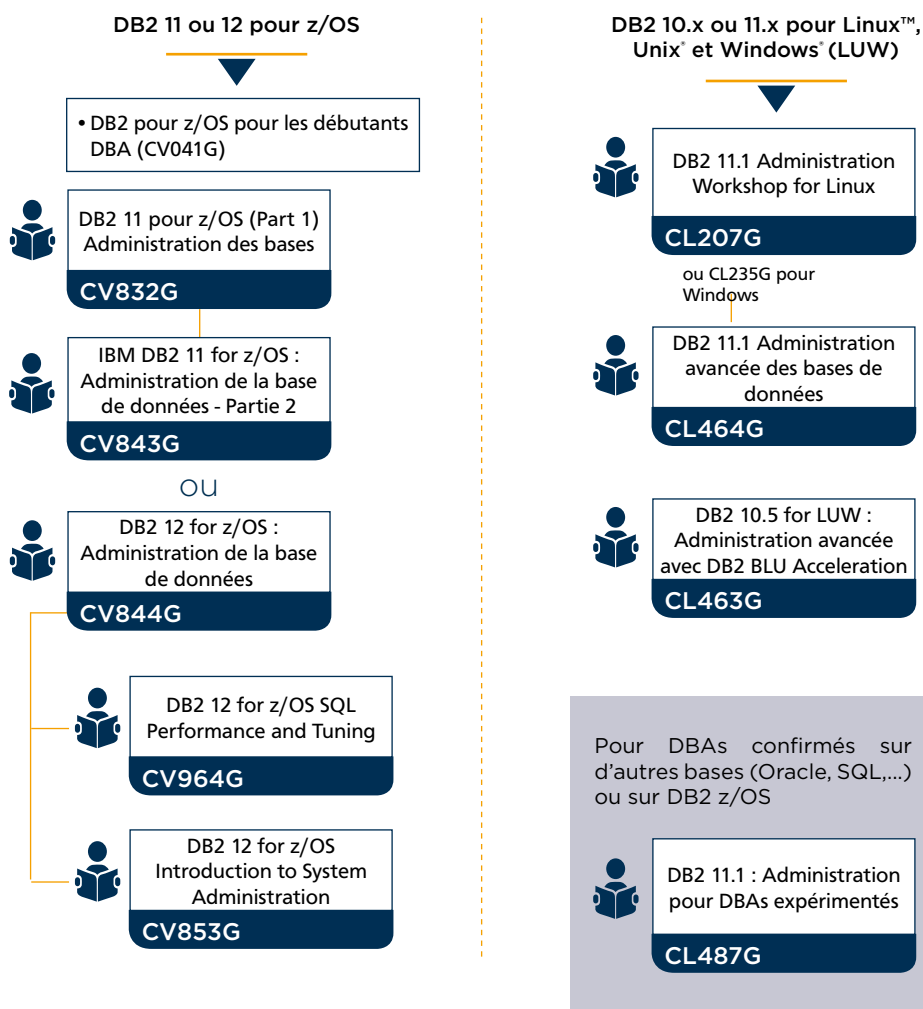 DB2 11 ou 12 pour z/OS
• DB2 pour z/OS pour les débutants
DBA (CV041G)
DB2 11 pour z/OS (Part 1)
Administration des bases
CV832G
IBM DB2 11 for z/OS :
Administration de la base
de données - Partie 2
CV843G
ou
DB2 12 for z/OS :
Administration de la base
de données
CV844G
DB2 12 for z/OS SQL
Performance and Tuning
CV964G
DB2 12 for z/OS
Introduction to System
Administration
CV853G
DB2 10.x ou 11.x pour Linux™,
Unix® et Windows® (LUW)
DB2 11.1 Administration
Workshop for Linux
CL207G
ou CL235G pour
Windows
DB2 11.1 Administration
avancée des bases de
données
CL464G
DB2 10.5 for LUW :
Administration avancée
avec DB2 BLU Acceleration
CL463G
Pour DBAs confirmés sur
d'autres bases (Oracle, SQL,...)
ou sur DB2 z/OS
DB2 11.1 : Administration
pour DBAs expérimentés
CL487G